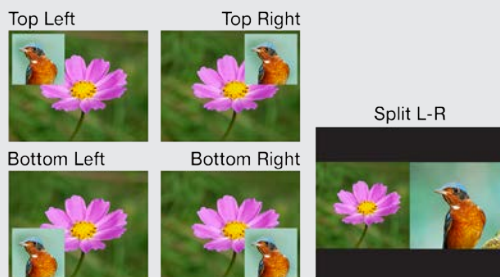 Top Left
Top Right
Split L-R
Bottom Left
Bottom Right